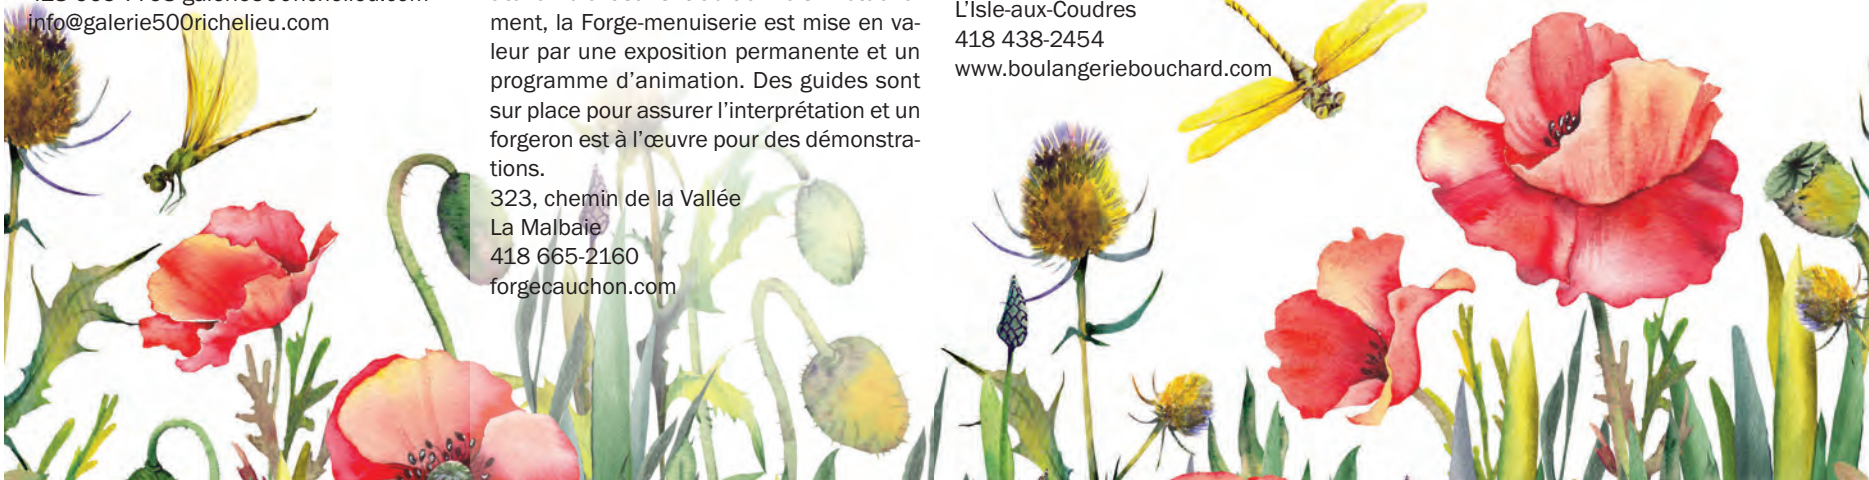 info@galerie500richelieu.com
ment, la Forge-menuiserie est mise en va-
leur par une exposition permanente et un
programme d'animation. Des guides sont
sur place pour assurer l'interprétation et un
forgeron est à l'œuvre pour des démonstra-
tions.
323, chemin de la Vallée
La Malbaie
418 665-2160
forgecauchon.com
L'Isle-aux-Coudres
418 438-2454
www.boulangeriebouchard.com